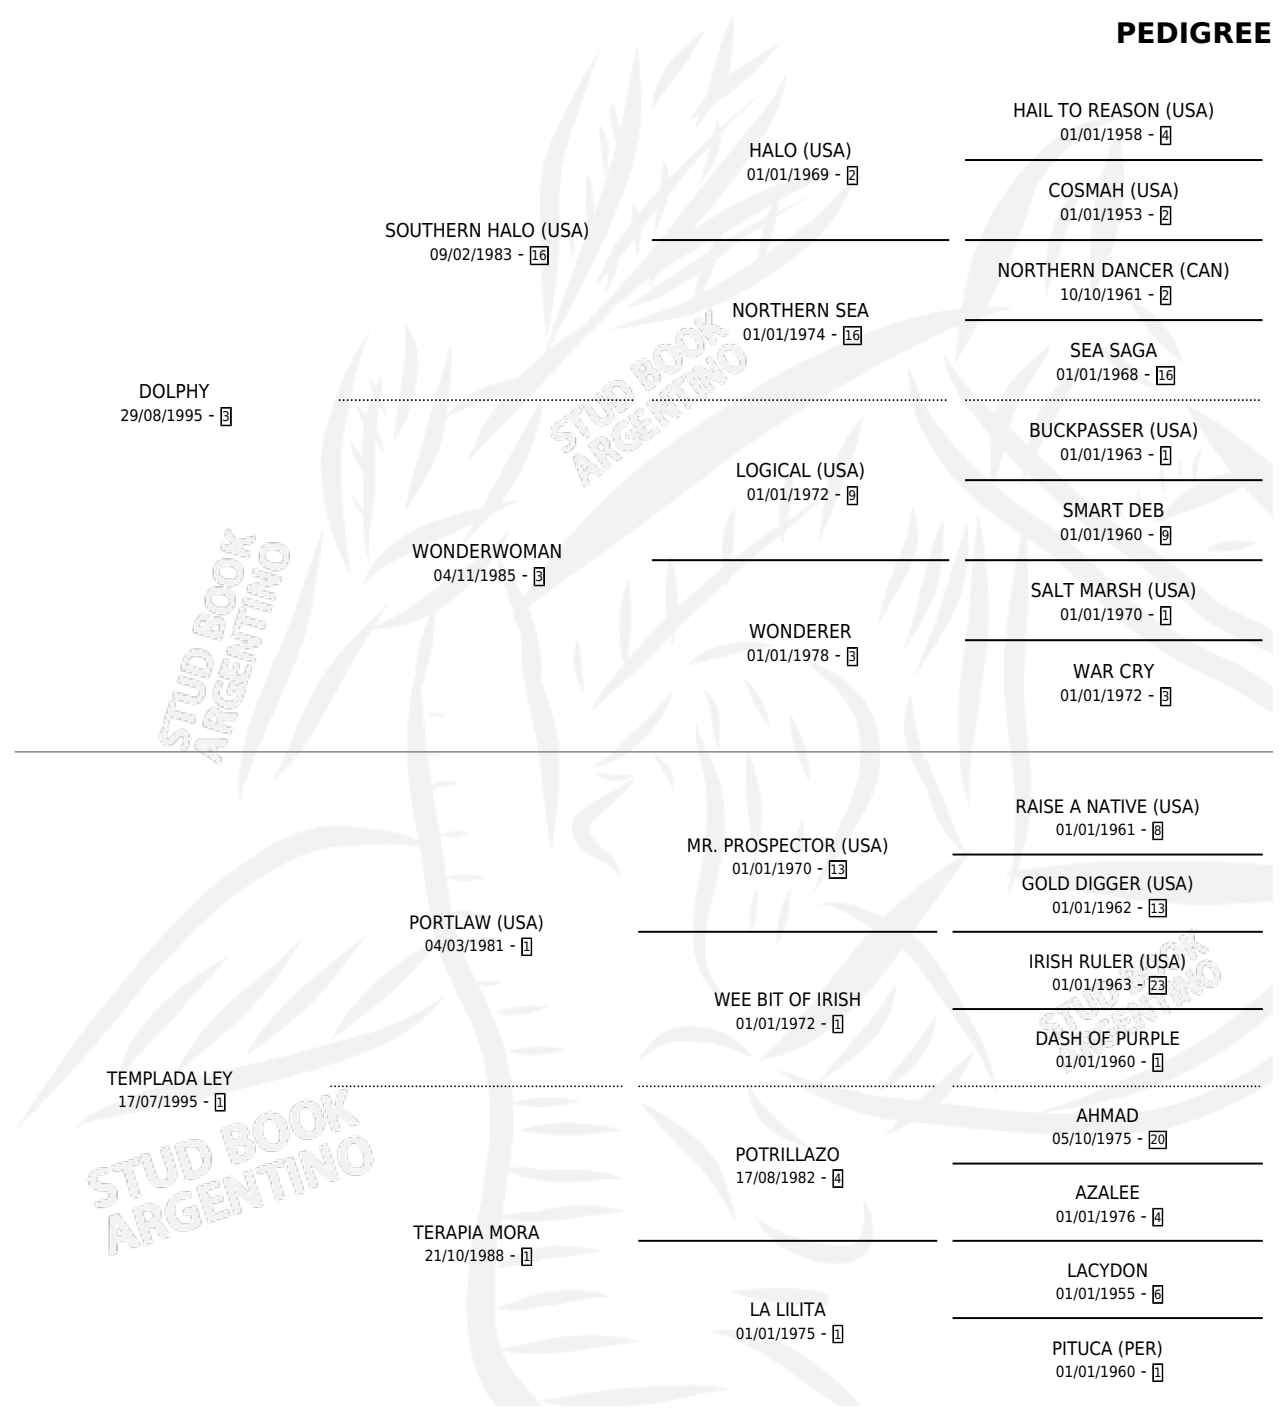 PEDIGREE
HAIL TO REASON (USA)
01/01/1958 - 4
HALO (USA)
01/01/1969 - 2
COSMAH (USA)
01/01/1953 - 2
SOUTHERN HALO (USA)
09/02/1983 - 16
NORTHERN DANCER (CAN)
10/10/1961 - 2
NORTHERN SEA
01/01/1974 - 16
SEA SAGA
01/01/1968 - 16
DOLPHY
29/08/1995 - 3
BUCKPASSER (USA)
01/01/1963 - 1
LOGICAL (USA)
01/01/1972 - 9
SMART DEB
01/01/1960 - 9
WONDERWOMAN
04/11/1985 - 3
SALT MARSH (USA)
01/01/1970 - 1
WONDERER
01/01/1978 - 3
WAR CRY
01/01/1972 - 3
RAISE A NATIVE (USA)
01/01/1961 - 8
MR. PROSPECTOR (USA)
01/01/1970 - 13
GOLD DIGGER (USA)
01/01/1962 - 13
PORTLAW (USA)
04/03/1981 - 1
IRISH RULER (USA)
01/01/1963 - 23
WEE BIT OF IRISH
01/01/1972 - 1
DASH OF PURPLE
01/01/1960 - 1
TEMPLADA LEY
17/07/1995 - 1
AHMAD
05/10/1975 - 20
POTRILLAZO
17/08/1982 - 4
AZALEE
01/01/1976 - 4
TERAPIA MORA
21/10/1988 - 1
LACYDON
01/01/1955 - 6
LA LILITA
01/01/1975 - 1
PITUCA (PER)
01/01/1960 - 1
STUD BOOK
ARGENTINO
STUD BOOK
ARGENTINO
STUD BOOK
ARGENTINO
STUD BOOK
ARGENTINO